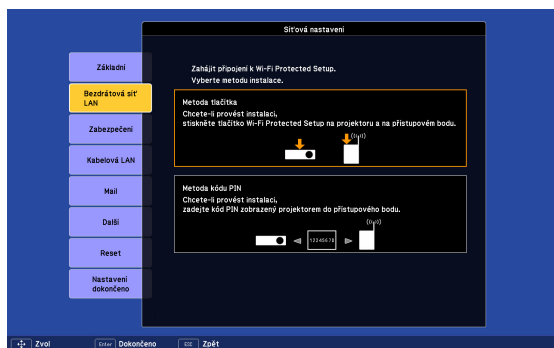 Síťová nastavení
Základní
Bezdrátová síť
LAN
Zabezpečení
Kabelová LAN
Mail
Další
Reset
Nastavení
dokončeno
Zahájit připojení k Wi-Fi Protected Setup.
Vyberte metodu instalace.
Metoda tlačítka
Chcete-li provést instalaci,
stiskněte tlačítko Wi-Fi Protected Setup na projektoru a na přístupovém bodu.
Metoda kódu PIN
Chcete-li provést instalaci,
zadejte kód PIN zobrazený projektorem do přístupového bodu.
12245678
Zvol
Enter Dokončeno
ESC Zpět